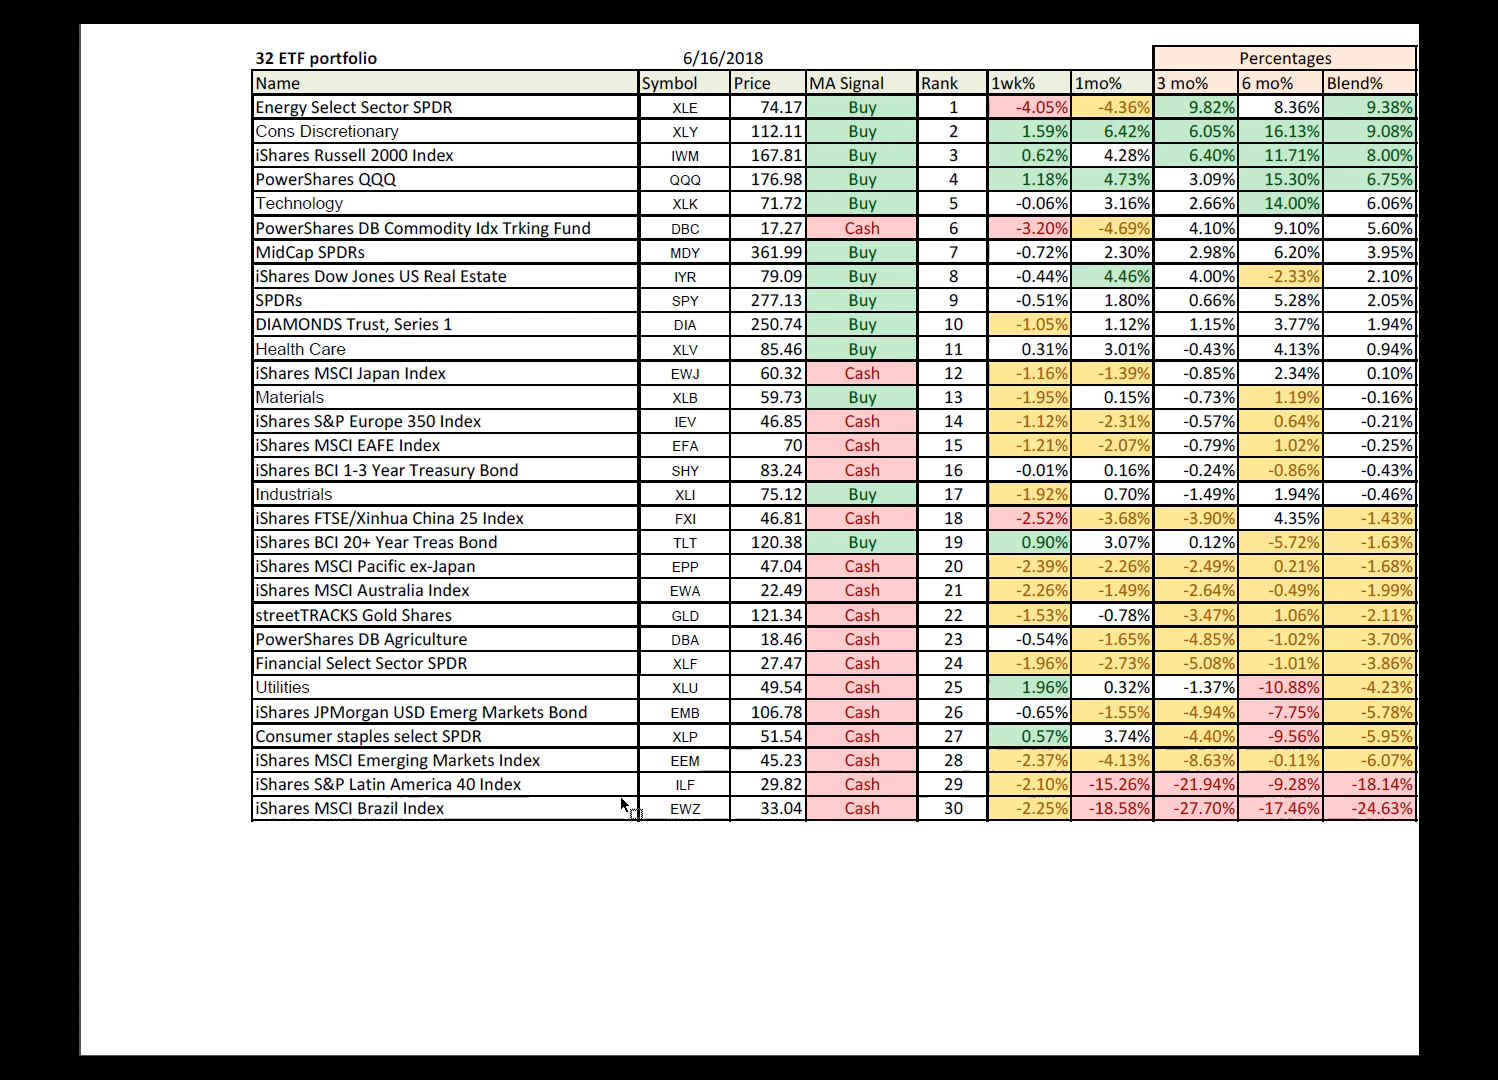 32 ETF portfolio 6/16/2018 Percentages
Name Symbol Price MA Signal Rank 1wk% 1mo% 3 mo% 6 mo% Blend%
Energy Select Sector SPDR XLE 74.17 Buy 1 -4.05% -4.36% 9.82% 8.36% 9.38%
Cons Discretionary XLY 112.11 Buy 2 1.59% 6.42% 6.05% 16.13% 9.08%
iShares Russell 2000 Index IWM 167.81 Buy 3 0.62% 4.28% 6.40% 11.71% 8.00%
PowerShares QQQ QQQ 176.98 Buy 4 1.18% 4.73% 3.09% 15.30% 6.75%
Technology XLK 71.72 Buy 5 -0.06% 3.16% 2.66% 14.00% 6.06%
PowerShares DB Commodity Idx Trking Fund DBC 17.27 Cash 6 -3.20% -4.69% 4.10% 9.10% 5.60%
MidCap SPDRs MDY 361.99 Buy 7 -0.72% 2.30% 2.98% 6.20% 3.95%
iShares Dow Jones US Real Estate IYR 79.09 Buy 8 -0.44% 4.46% 4.00% -2.33% 2.10%
SPDRs SPY 277.13 Buy 9 -0.51% 1.80% 0.66% 5.28% 2.05%
DIAMONDS Trust, Series 1 DIA 250.74 Buy 10 -1.05% 1.12% 1.15% 3.77% 1.94%
Health Care XLV 85.46 Buy 11 0.31% 3.01% -0.43% 4.13% 0.94%
iShares MSCI Japan Index EWJ 60.32 Cash 12 -1.16% -1.39% -0.85% 2.34% 0.10%
Materials XLB 59.73 Buy 13 -1.95% 0.15% -0.73% 1.19% -0.16%
iShares S&P Europe 350 Index IEV 46.85 Cash 14 -1.12% -2.31% -0.57% 0.64% -0.21%
iShares MSCI EAFE Index EFA 70 Cash 15 -1.21% -2.07% -0.79% 1.02% -0.25%
iShares BCI 1-3 Year Treasury Bond SHY 83.24 Cash 16 -0.01% 0.16% -0.24% -0.86% -0.43%
Industrials XLI 75.12 Buy 17 -1.92% 0.70% -1.49% 1.94% -0.46%
iShares FTSE/Xinhua China 25 Index FXI 46.81 Cash 18 -2.52% -3.68% -3.90% 4.35% -1.43%
iShares BCI 20+ Year Treas Bond TLT 120.38 Buy 19 0.90% 3.07% 0.12% -5.72% -1.63%
iShares MSCI Pacific ex-Japan EPP 47.04 Cash 20 -2.39% -2.26% -2.49% 0.21% -1.68%
iShares MSCI Australia Index EWA 22.49 Cash 21 -2.26% -1.49% -2.64% -0.49% -1.99%
streetTRACKS Gold Shares GLD 121.34 Cash 22 -1.53% -0.78% -3.47% 1.06% -2.11%
PowerShares DB Agriculture DBA 18.46 Cash 23 -0.54% -1.65% -4.85% -1.02% -3.70%
Financial Select Sector SPDR XLF 27.47 Cash 24 -1.96% -2.73% -5.08% -1.01% -3.86%
Utilities XLU 49.54 Cash 25 1.96% 0.32% -1.37% -10.88% -4.23%
iShares JPMorgan USD Emerg Markets Bond EMB 106.78 Cash 26 -0.65% -1.55% -4.94% -7.75% -5.78%
Consumer staples select SPDR XLP 51.54 Cash 27 0.57% 3.74% -4.40% -9.56% -5.95%
iShares MSCI Emerging Markets Index EEM 45.23 Cash 28 -2.37% -4.13% -8.63% -0.11% -6.07%
iShares S&P Latin America 40 Index ILF 29.82 Cash 29 -2.10% -15.26% -21.94% -9.28% -18.14%
iShares MSCI Brazil Index EWZ 33.04 Cash 30 -2.25% -18.58% -27.70% -17.46% -24.63%